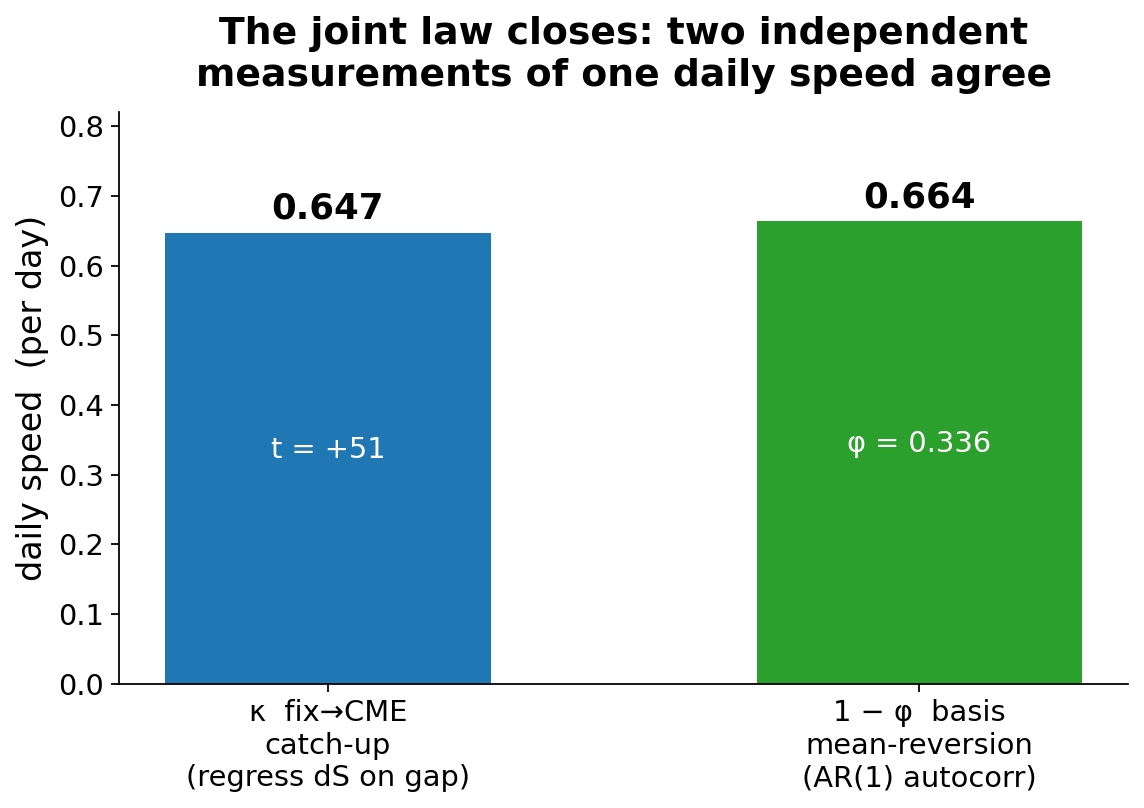 The joint law closes: two independent
measurements of one daily speed agree
daily speed (per day)
0.8
0.7
0.6
0.5
0.4
0.3
0.2
0.1
0.0
0.647
t = +51
0.664
φ = 0.336
κ fix→CME
catch-up
(regress dS on gap)
1 − φ basis
mean-reversion
(AR(1) autocorr)